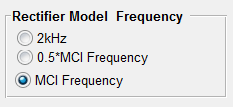 Rectifier Model  Frequency
2kHz
0.5*MCI Frequency
MCI Frequency